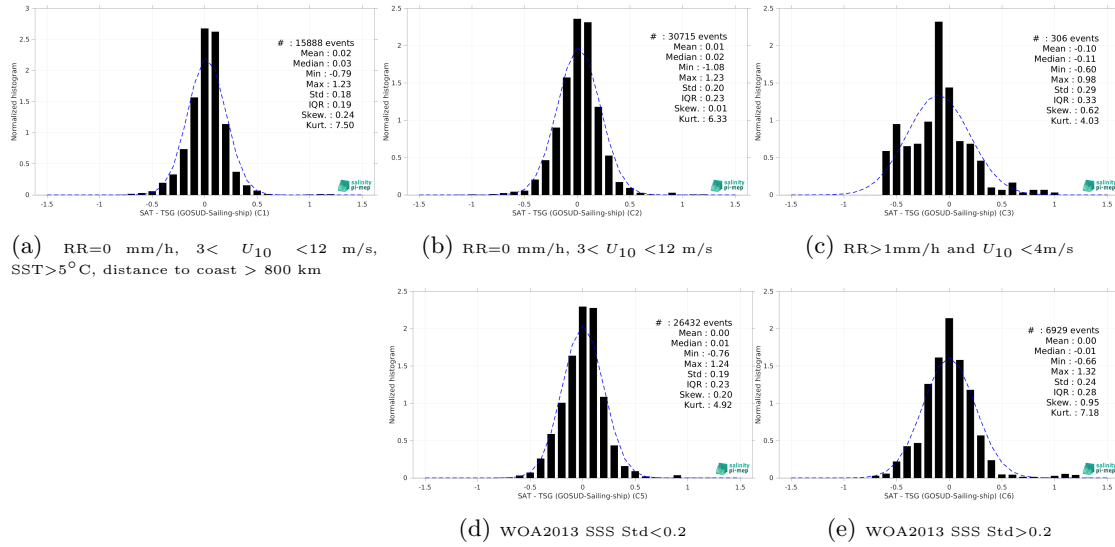 3
2.5
2
1.5
1
0.5
0
Normalized histogram
# : 15888 events
Mean : 0.02
Median : 0.03
Min : -0.79
Max : 1.23
Std : 0.18
IQR : 0.19
Skew. : 0.24
Kurt. : 7.50
salinity
pi-mep
-1.5 -1 -0.5 0 0.5 1 1.5
SAT - TSG (GOSUD-Sailing-ship) (C1)
(a) RR=0 mm/h, 3< U10 <12 m/s,
SST>5°C, distance to coast > 800 km
2.5
2
1.5
1
0.5
0
Normalized histogram
# : 30715 events
Mean : 0.01
Median : 0.02
Min : -1.08
Max : 1.23
Std : 0.20
IQR : 0.23
Skew. : 0.01
Kurt. : 6.33
salinity
pi-mep
-1.5 -1 -0.5 0 0.5 1 1.5
SAT - TSG (GOSUD-Sailing-ship) (C2)
(b) RR=0 mm/h, 3< U10 <12 m/s
2.5
2
1.5
1
0.5
0
Normalized histogram
# : 306 events
Mean : -0.10
Median : -0.11
Min : -0.60
Max : 0.98
Std : 0.29
IQR : 0.33
Skew. : 0.62
Kurt. : 4.03
salinity
pi-mep
-1.5 -1 -0.5 0 0.5 1 1.5
SAT - TSG (GOSUD-Sailing-ship) (C3)
(c) RR>1mm/h and U10 <4m/s
2.5
2
1.5
1
0.5
0
Normalized histogram
# : 26432 events
Mean : 0.00
Median : 0.01
Min : -0.76
Max : 1.24
Std : 0.19
IQR : 0.23
Skew. : 0.20
Kurt. : 4.92
salinity
pi-mep
-1.5 -1 -0.5 0 0.5 1 1.5
SAT - TSG (GOSUD-Sailing-ship) (C5)
(d) WOA2013 SSS Std<0.2
2.5
2
1.5
1
0.5
0
Normalized histogram
# : 6929 events
Mean : 0.00
Median : -0.01
Min : -0.66
Max : 1.32
Std : 0.24
IQR : 0.28
Skew. : 0.95
Kurt. : 7.18
salinity
pi-mep
-1.5 -1 -0.5 0 0.5 1 1.5
SAT - TSG (GOSUD-Sailing-ship) (C6)
(e) WOA2013 SSS Std>0.2